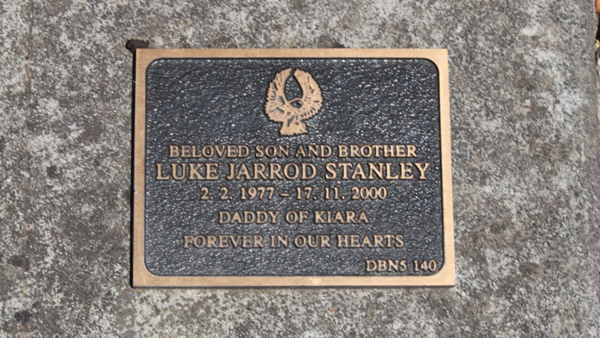 BELOVED SON AND BROTHER
LUKE JARROD STANLEY
2. 2. 1977 – 17. 11. 2000
DADDY OF KIARA
FOREVER IN OUR HEARTS
DBN5 140